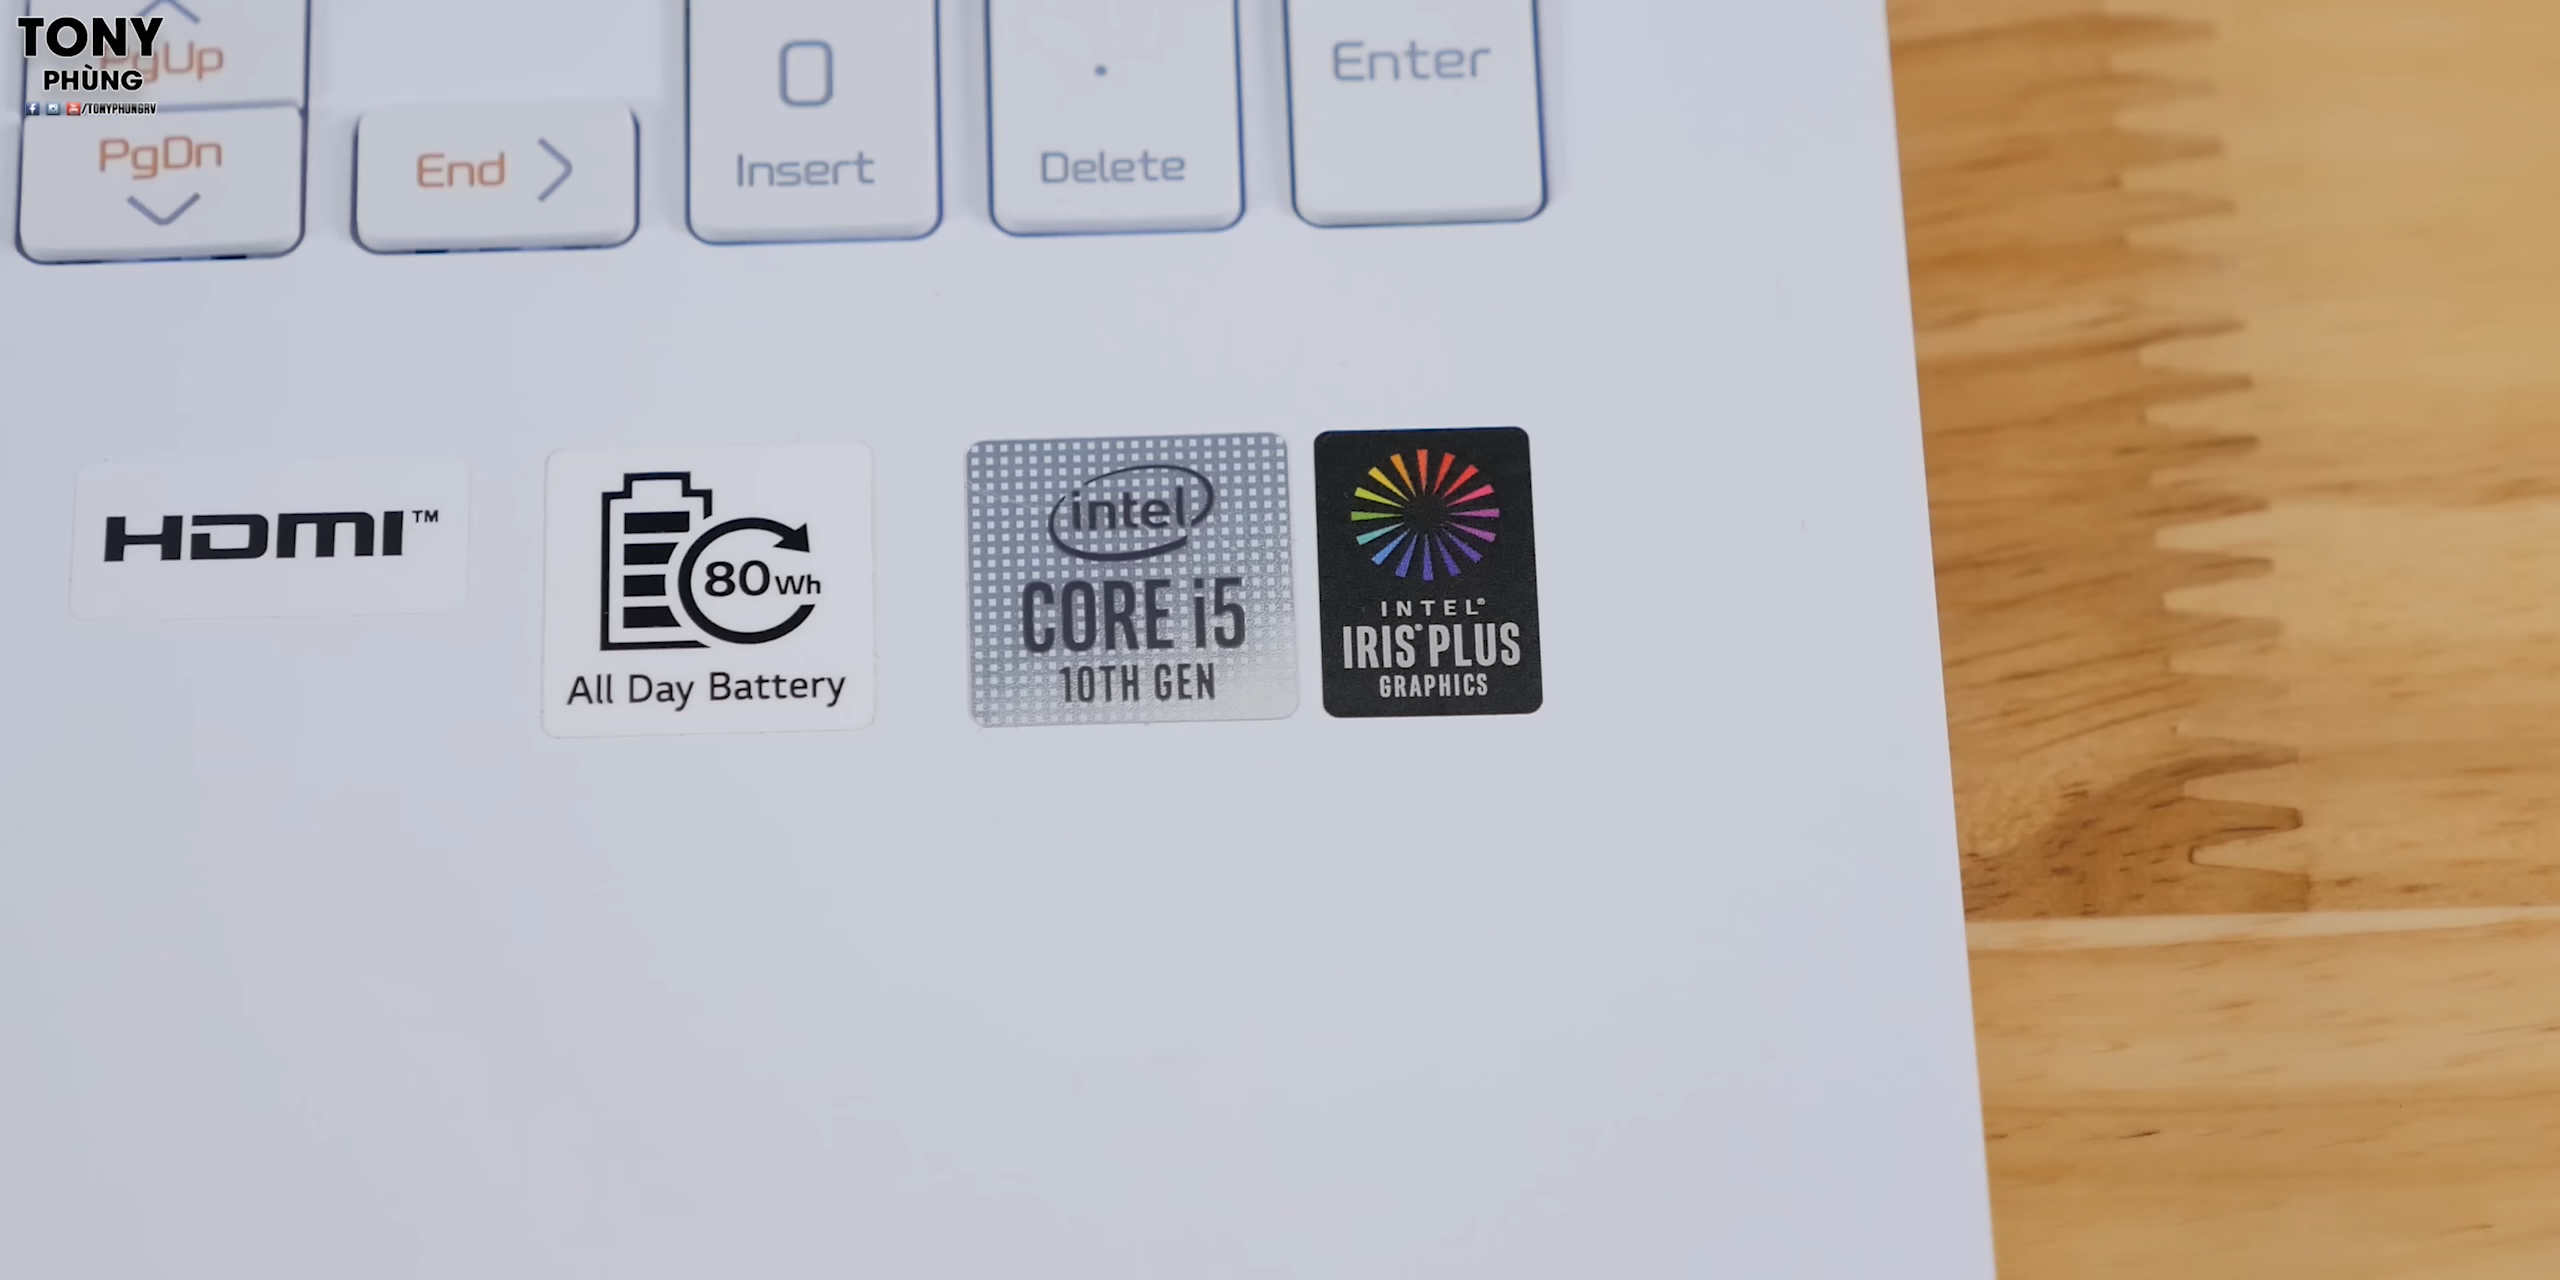 TONY
PHÙNG
/TONYPHUNGRV
PgUp
PgDn
End
0
Insert
.
Delete
Enter
HDMI™
80Wh
All Day Battery
intel
CORE i5
10TH GEN
INTEL®
IRIS® PLUS
GRAPHICS